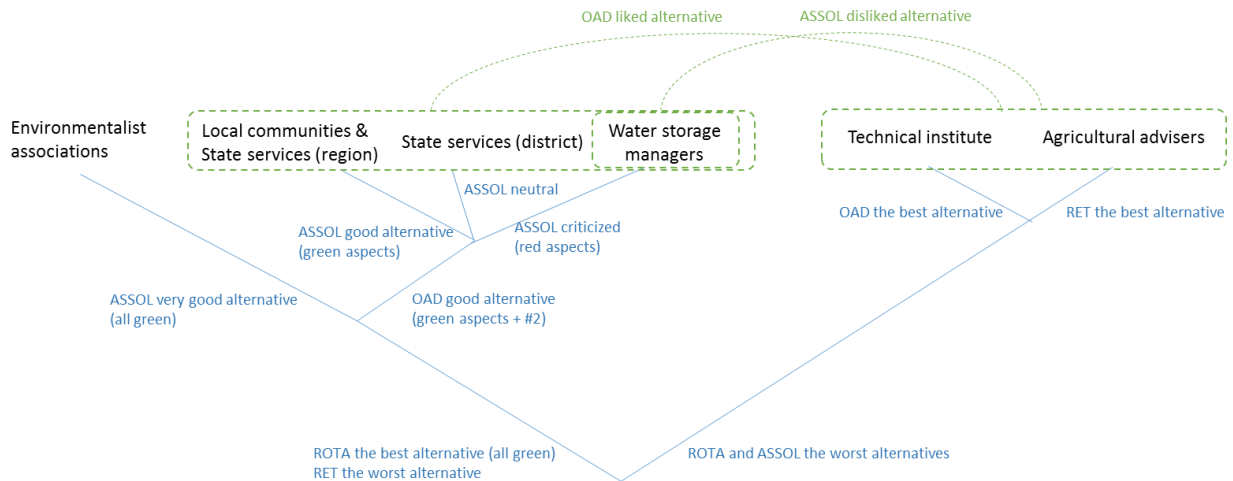 OAD liked alternative
ASSOL disliked alternative
Environmentalist
associations
Local communities &
State services (region)
State services (district)
Water storage
managers
Technical institute
Agricultural advisers
ASSOL neutral
ASSOL good alternative
(green aspects)
ASSOL criticized
(red aspects)
OAD the best alternative
RET the best alternative
ASSOL very good alternative
(all green)
OAD good alternative
(green aspects + #2)
ROTA the best alternative (all green)
RET the worst alternative
ROTA and ASSOL the worst alternatives